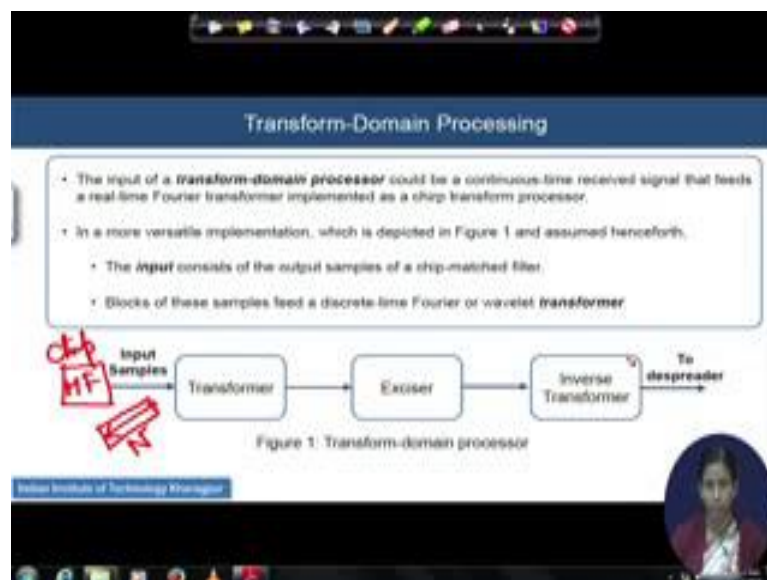 Transform-Domain Processing
• The input of a transform-domain processor could be a continuous-time received signal that feeds
a real-time Fourier transformer implemented as a chirp transform processor.
• In a more versatile implementation, which is depicted in Figure 1 and assumed henceforth,
• The input consists of the output samples of a chip-matched filter.
• Blocks of these samples feed a discrete-time Fourier or wavelet transformer
Chip
MF
Input
Samples
N
Transformer
Exciser
Inverse
Transformer
To
despreader
Figure 1: Transform-domain processor
Indian Institute of Technology Kharagpur